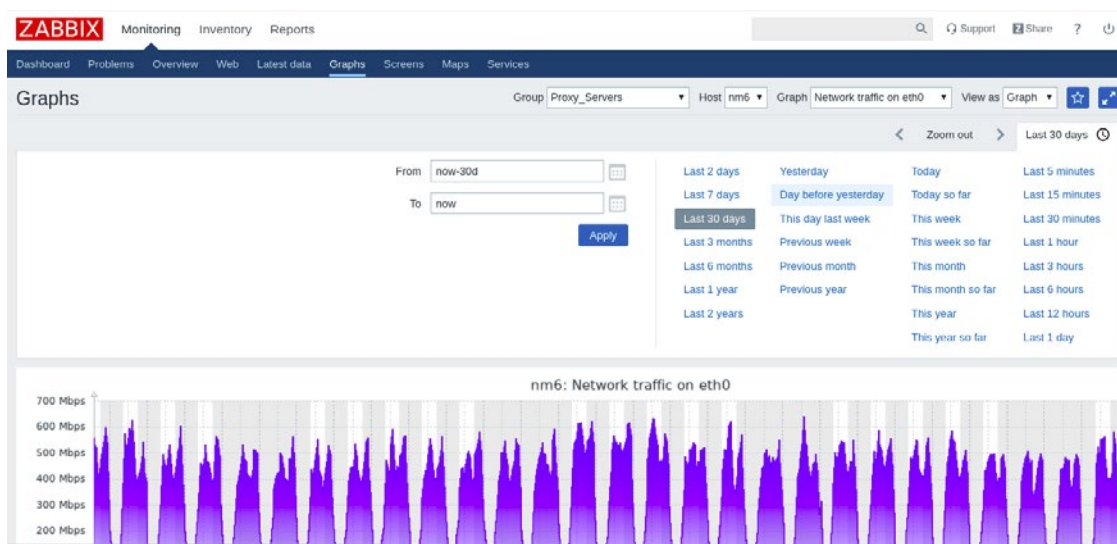 ZABBIX Monitoring Inventory Reports Support Z Share ?
Dashboard Problems Overview Web Latest data Graphs Screens Maps Services
Graphs Group Proxy_Servers Host nm6 Graph Network traffic on eth0 View as Graph
Zoom out Last 30 days
From now-30d Last 2 days Yesterday Today Last 5 minutes
Last 7 days Day before yesterday Today so far Last 15 minutes
To now Last 30 days This day last week This week Last 30 minutes
Apply Last 3 months Previous week This week so far Last 1 hour
Last 6 months Previous month This month Last 3 hours
Last 1 year Previous year This month so far Last 6 hours
Last 2 years This year Last 12 hours
This year so far Last 1 day
nm6: Network traffic on eth0
700 Mbps
600 Mbps
500 Mbps
400 Mbps
300 Mbps
200 Mbps